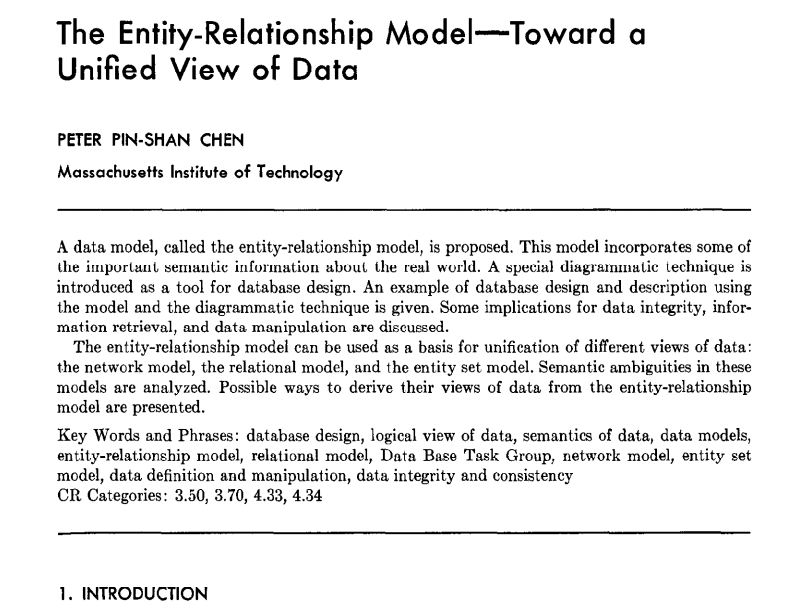 The Entity-Relationship Model—Toward a
Unified View of Data
PETER PIN-SHAN CHEN
Massachusetts Institute of Technology
A data model, called the entity-relationship model, is proposed. This model incorporates some of
the important semantic information about the real world. A special diagrammatic technique is
introduced as a tool for database design. An example of database design and description using
the model and the diagrammatic technique is given. Some implications for data integrity, infor-
mation retrieval, and data manipulation are discussed.
The entity-relationship model can be used as a basis for unification of different views of data:
the network model, the relational model, and the entity set model. Semantic ambiguities in these
models are analyzed. Possible ways to derive their views of data from the entity-relationship
model are presented.
Key Words and Phrases: database design, logical view of data, semantics of data, data models,
entity-relationship model, relational model, Data Base Task Group, network model, entity set
model, data definition and manipulation, data integrity and consistency
CR Categories: 3.50, 3.70, 4.33, 4.34
1. INTRODUCTION